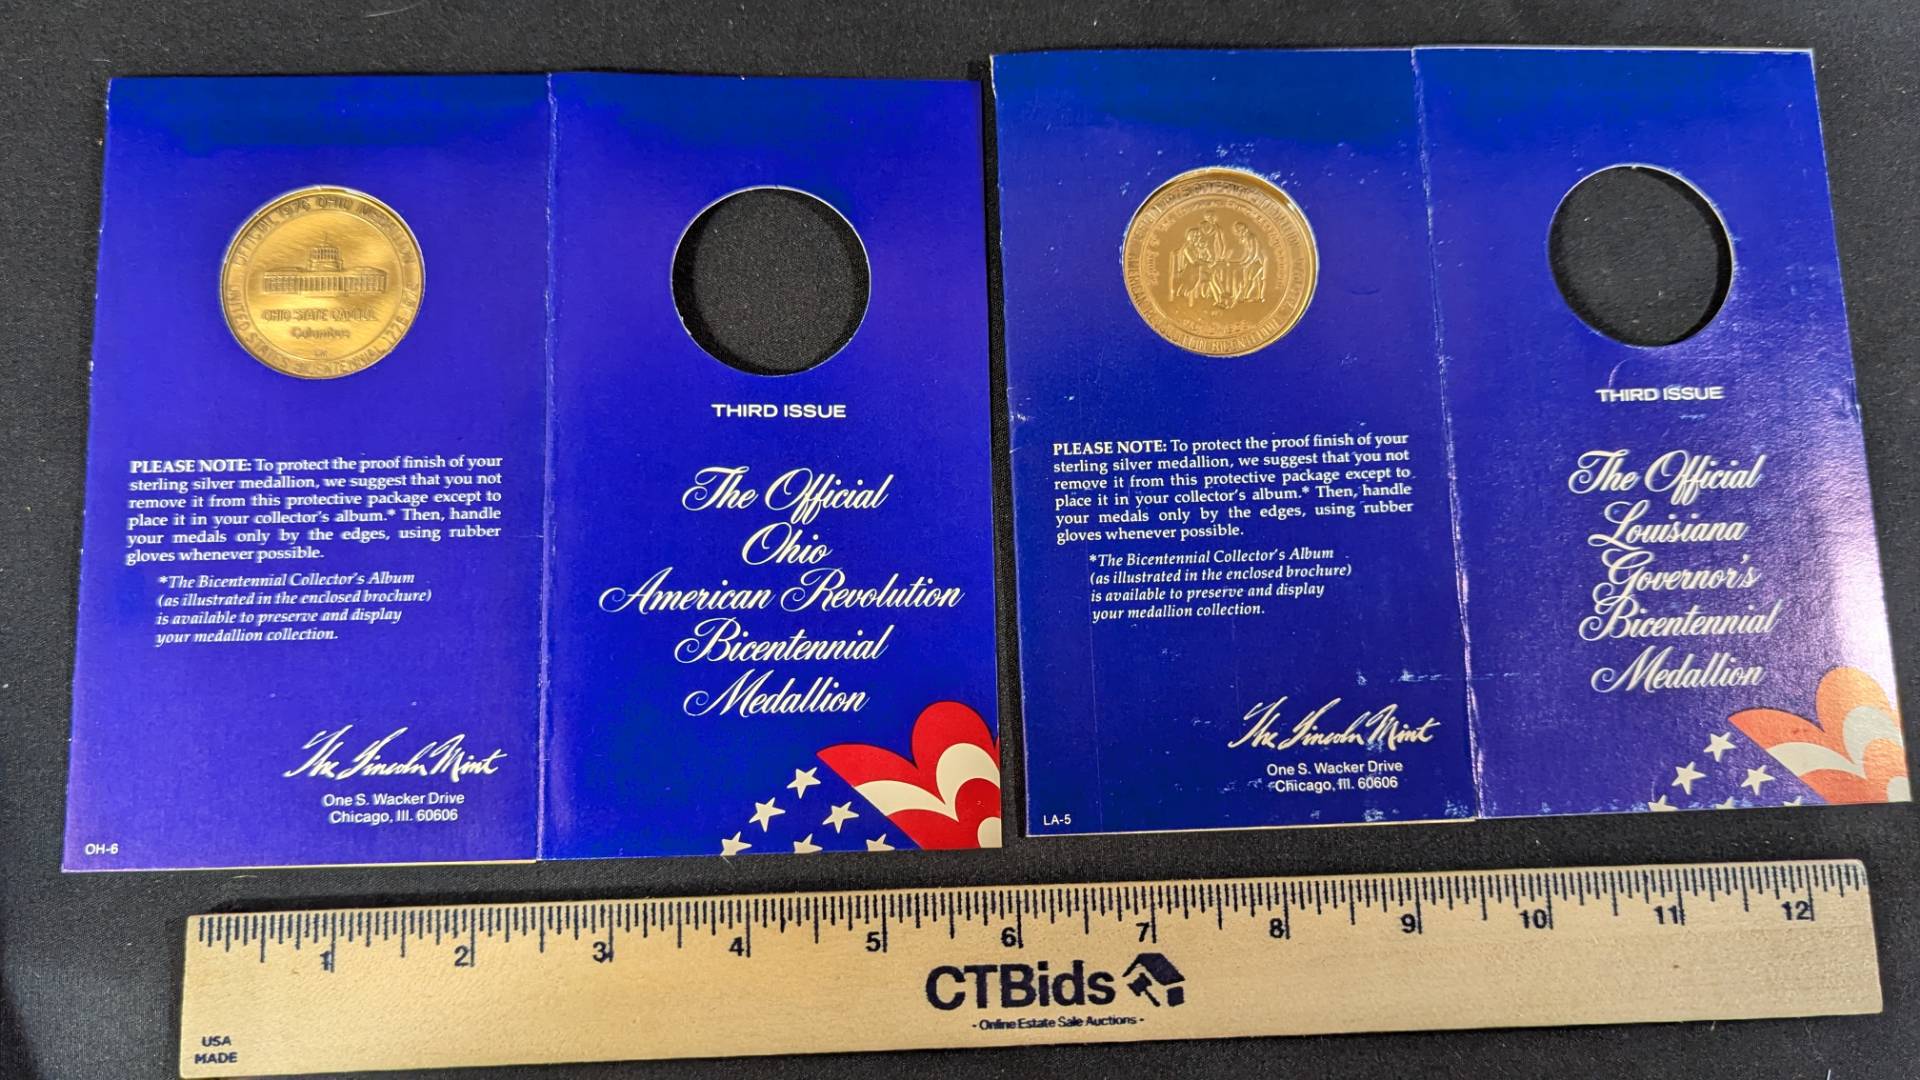 OFFICIAL 1976 OHIO MEDALLION
OHIO STATE CAPITOL
Columbus
UNITED STATES BICENTENNIAL 1776
PLEASE NOTE: To protect the proof finish of your
sterling silver medallion, we suggest that you not
remove it from this protective package except to
place it in your collector's album.* Then, handle
your medals only by the edges, using rubber
gloves whenever possible.
*The Bicentennial Collector's Album
(as illustrated in the enclosed brochure)
is available to preserve and display
your medallion collection.
The Lincoln Mint
One S. Wacker Drive
Chicago, Ill. 60606
OH-6
THIRD ISSUE
The Official
Ohio
American Revolution
Bicentennial
Medallion
PLEASE NOTE: To protect the proof finish of your
sterling silver medallion, we suggest that you not
remove it from this protective package except to
place it in your collector's album.* Then, handle
your medals only by the edges, using rubber
gloves whenever possible.
*The Bicentennial Collector's Album
(as illustrated in the enclosed brochure)
is available to preserve and display
your medallion collection.
The Lincoln Mint
One S. Wacker Drive
Chicago, Ill. 60606
LA-5
THIRD ISSUE
The Official
Louisiana
Governor's
Bicentennial
Medallion
1 2 3 4 5 6 7 8 9 10 11 12
CTBids
- Online Estate Sale Auctions -
USA
MADE